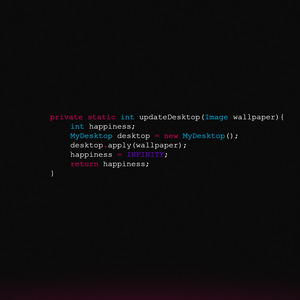 private static int updateDesktop(Image wallpaper){
int happiness;
MyDesktop desktop = new MyDesktop();
desktop.apply(wallpaper);
happiness = INFINITY;
return happiness;
}